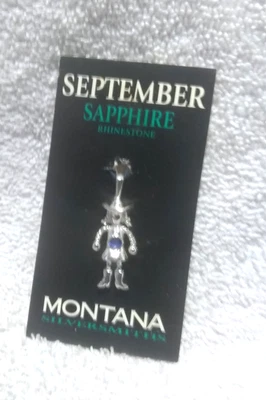 SEPTEMBER
SAPPHIRE
RHINESTONE
MONTANA
SILVERSMITHS